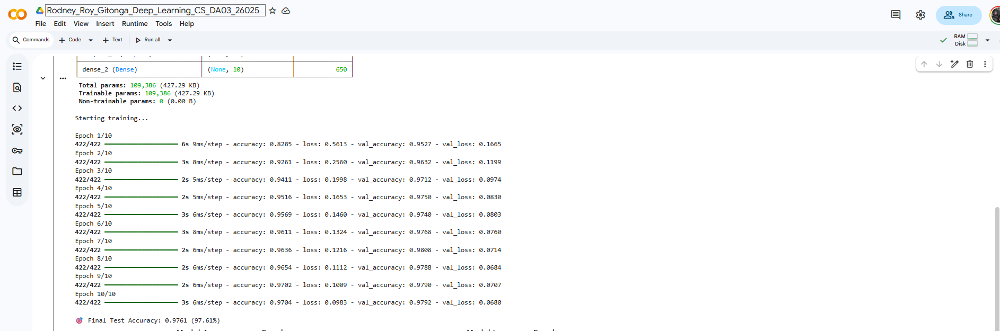 Rodney_Roy_Gitonga_Deep_Learning_CS_DA03_26025
File Edit View Insert Runtime Tools Help
Share
Commands + Code + Text Run all
RAM
Disk
dense_2 (Dense) (None, 10) 650
Total params: 109,386 (427.29 KB)
Trainable params: 109,386 (427.29 KB)
Non-trainable params: 0 (0.00 B)
Starting training...
Epoch 1/10
422/422 6s 9ms/step - accuracy: 0.8285 - loss: 0.5613 - val_accuracy: 0.9527 - val_loss: 0.1665
Epoch 2/10
422/422 3s 8ms/step - accuracy: 0.9261 - loss: 0.2560 - val_accuracy: 0.9632 - val_loss: 0.1199
Epoch 3/10
422/422 2s 5ms/step - accuracy: 0.9411 - loss: 0.1998 - val_accuracy: 0.9712 - val_loss: 0.0974
Epoch 4/10
422/422 2s 5ms/step - accuracy: 0.9516 - loss: 0.1653 - val_accuracy: 0.9750 - val_loss: 0.0830
Epoch 5/10
422/422 3s 6ms/step - accuracy: 0.9569 - loss: 0.1460 - val_accuracy: 0.9740 - val_loss: 0.0803
Epoch 6/10
422/422 3s 8ms/step - accuracy: 0.9611 - loss: 0.1324 - val_accuracy: 0.9768 - val_loss: 0.0760
Epoch 7/10
422/422 2s 6ms/step - accuracy: 0.9636 - loss: 0.1216 - val_accuracy: 0.9808 - val_loss: 0.0714
Epoch 8/10
422/422 2s 6ms/step - accuracy: 0.9654 - loss: 0.1112 - val_accuracy: 0.9788 - val_loss: 0.0684
Epoch 9/10
422/422 2s 6ms/step - accuracy: 0.9702 - loss: 0.1009 - val_accuracy: 0.9790 - val_loss: 0.0707
Epoch 10/10
422/422 3s 6ms/step - accuracy: 0.9704 - loss: 0.0983 - val_accuracy: 0.9792 - val_loss: 0.0680
🎯 Final Test Accuracy: 0.9761 (97.61%)